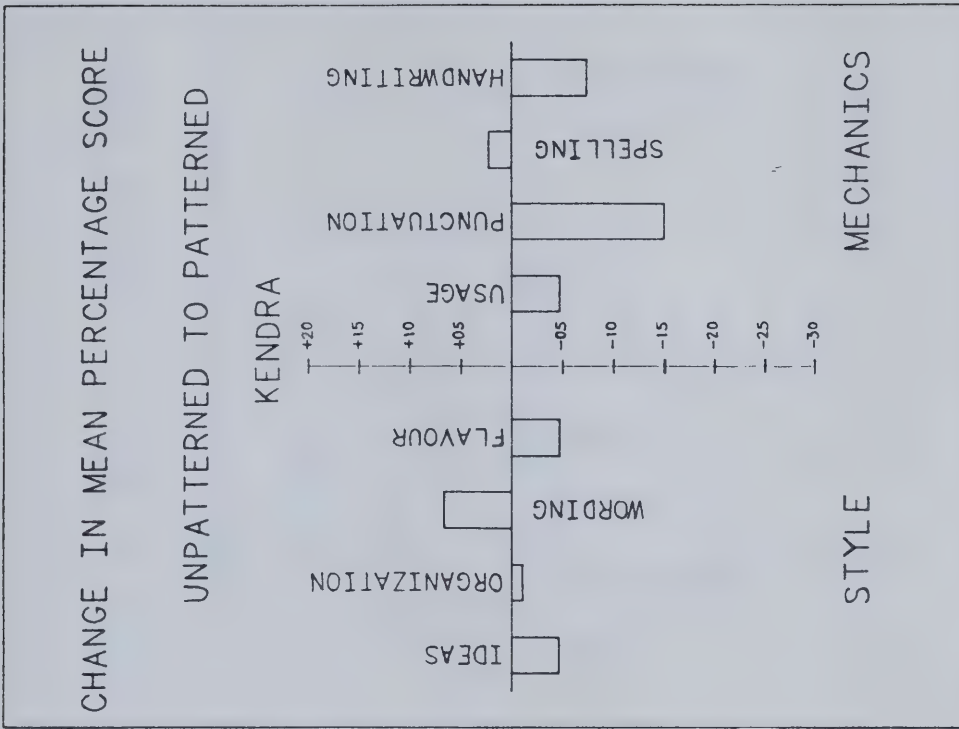 CHANGE IN MEAN PERCENTAGE SCORE
UNPATTERNED TO PATTERNED
KENDRA
+20
+15
+10
+05
-05
-10
-15
-20
-25
-30
IDEAS
ORGANIZATION
WORDING
FLAVOUR
USAGE
PUNCTUATION
SPELLING
HANDWRITING
STYLE
MECHANICS